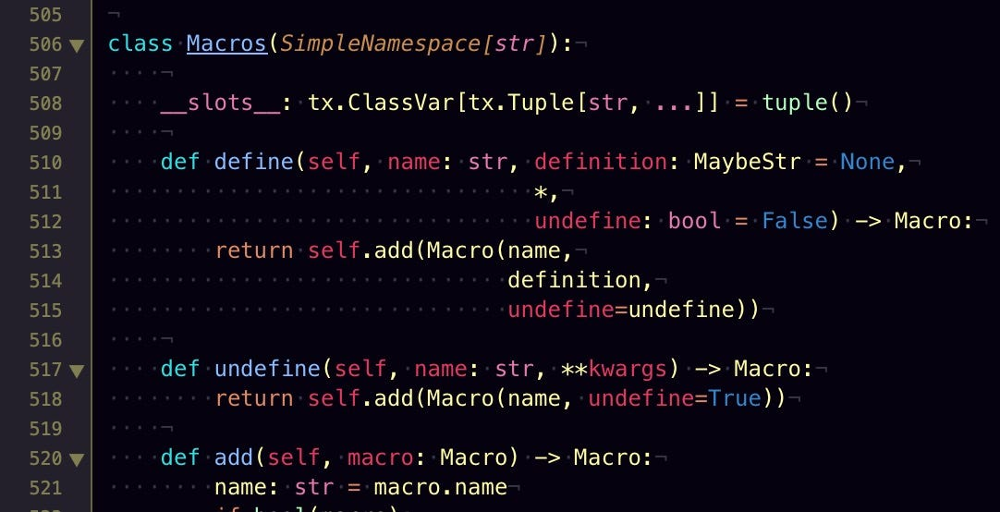 505
506 class Macros(SimpleNamespace[str]):
507
508 __slots__: tx.ClassVar[tx.Tuple[str, ...]] = tuple()
509
510 def define(self, name: str, definition: MaybeStr = None,
511 *,
512 undefine: bool = False) -> Macro:
513 return self.add(Macro(name,
514 definition,
515 undefine=undefine))
516
517 def undefine(self, name: str, **kwargs) -> Macro:
518 return self.add(Macro(name, undefine=True))
519
520 def add(self, macro: Macro) -> Macro:
521 name: str = macro.name